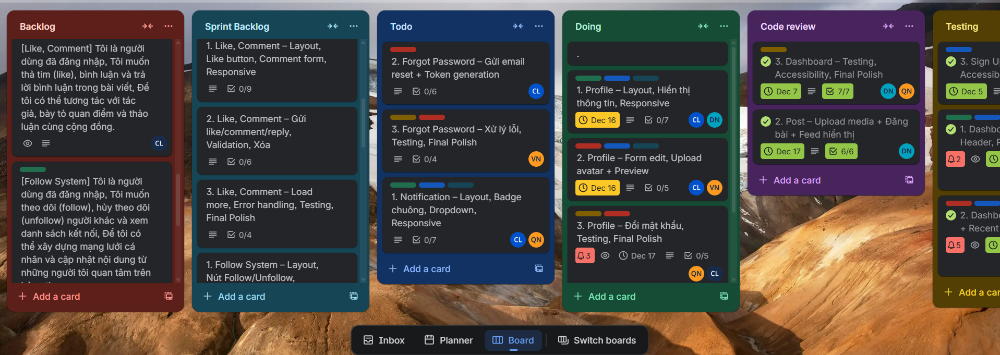 Backlog
[Like, Comment] Tôi là người
dùng đã đăng nhập, Tôi muốn
thả tim (like), bình luận và trả
lời bình luận trong bài viết, Để
tôi có thể tương tác với tác
giả, bày tỏ quan điểm và thảo
luận cùng cộng đồng.
CL
[Follow System] Tôi là người
dùng đã đăng nhập, Tôi muốn
theo dõi (follow), hủy theo dõi
(unfollow) người khác và xem
danh sách kết nối, Để tôi có
thể xây dựng mạng lưới cá
nhân và cập nhật nội dung từ
những người tôi quan tâm trên
Add a card
Sprint Backlog
1. Like, Comment – Layout,
Like button, Comment form,
Responsive
0/9
2. Like, Comment – Gửi
like/comment/reply,
Validation, Xóa
0/6
3. Like, Comment – Load
more, Error handling, Testing,
Final Polish
0/4
1. Follow System – Layout,
Nút Follow/Unfollow,
Add a card
Todo
2. Forgot Password – Gửi email
reset + Token generation
0/6
CL
3. Forgot Password – Xử lý lỗi,
Testing, Final Polish
0/4
VN
1. Notification – Layout, Badge
chuông, Dropdown,
Responsive
0/7
CL QN
Add a card
Doing
.
1. Profile – Layout, Hiển thị
thông tin, Responsive
Dec 16 0/7 CL DN
2. Profile – Form edit, Upload
avatar + Preview
Dec 16 0/5 CL VN
3. Profile – Đổi mật khẩu,
Testing, Final Polish
3 Dec 17 0/5
QN CL
Add a card
Code review
3. Dashboard – Testing,
Accessibility, Final Polish
Dec 7 7/7 DN QN
2. Post – Upload media + Đăng
bài + Feed hiển thị
Dec 17 6/6 DN
Add a card
Testing
3. Sign U
Accessib
Dec 5
1. Dashbo
Header, R
2
2. Dashbo
+ Recent
5
Add a car
Inbox
Planner
Board
Switch boards